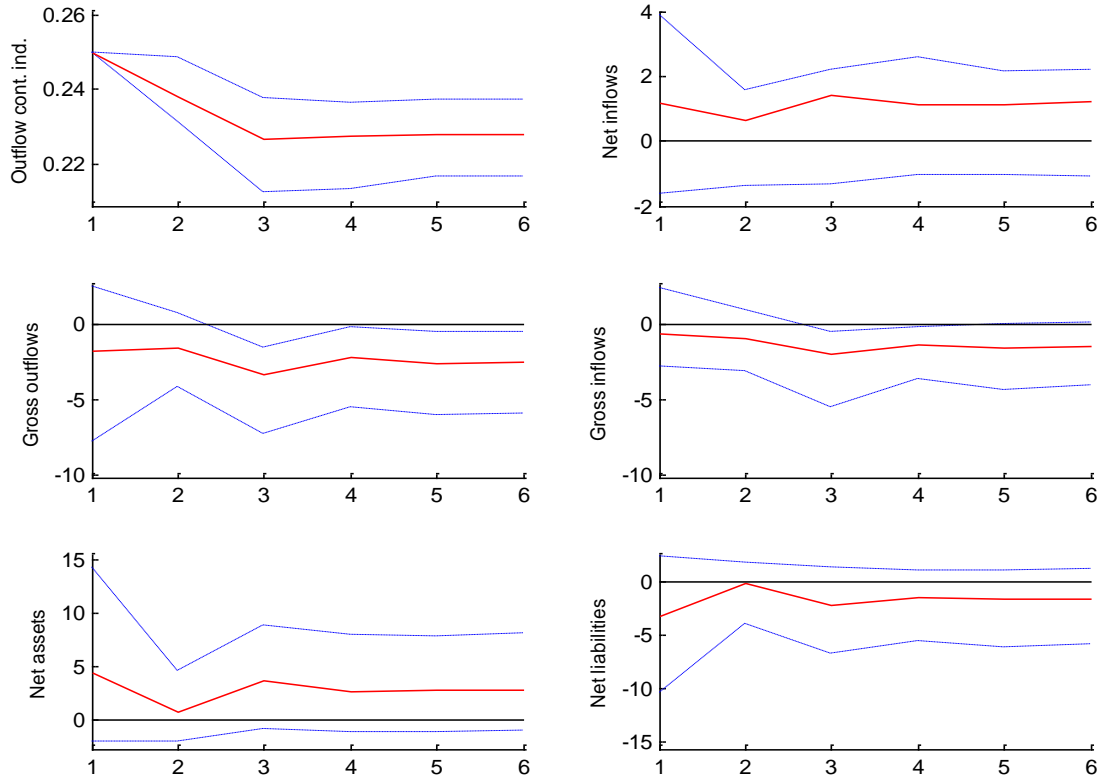 Outflow cont. ind.
0.26
0.24
0.22
1 2 3 4 5 6
Net inflows
4
2
0
-2
1 2 3 4 5 6
Gross outflows
0
-5
-10
1 2 3 4 5 6
Gross inflows
0
-5
-10
1 2 3 4 5 6
Net assets
15
10
5
0
1 2 3 4 5 6
Net liabilities
0
-5
-10
-15
1 2 3 4 5 6